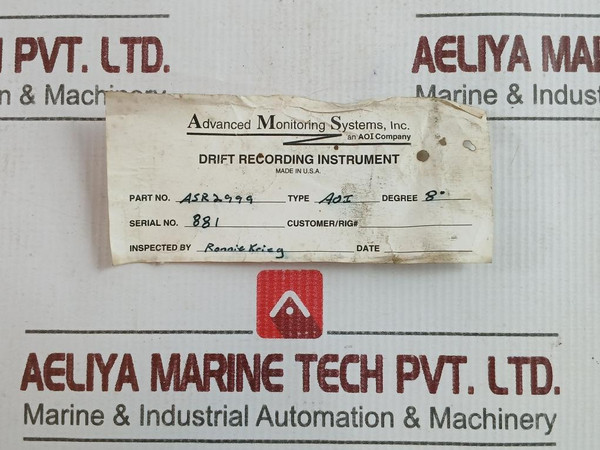 PVT. LTD.
AELIYA MAR
n & Machinery
Marine & Indust
Advanced Monitoring Systems, Inc.
an AOI Company
DRIFT RECORDING INSTRUMENT
MADE IN U.S.A.
PART NO. ASR2999 TYPE AOI DEGREE 8°
SERIAL NO. 881 CUSTOMER/RIG#
INSPECTED BY Ronnie Krieg DATE
AELIYA MARINE TECH PVT. LTD.
Marine & Industrial Automation & Machinery